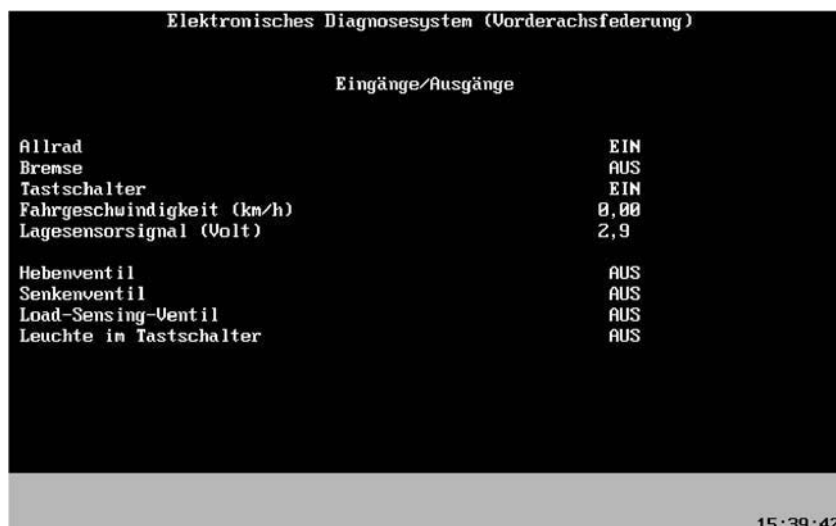 Elektronisches Diagnosesystem (Vorderachsfederung)
Eingänge/Ausgänge
Allrad EIN
Bremse AUS
Tastschalter EIN
Fahrgeschwindigkeit (km/h) 0,00
Lagesensorsignal (Volt) 2,9
Hebenventil AUS
Senkenventil AUS
Load-Sensing-Ventil AUS
Leuchte im Tastschalter AUS
15:39:42